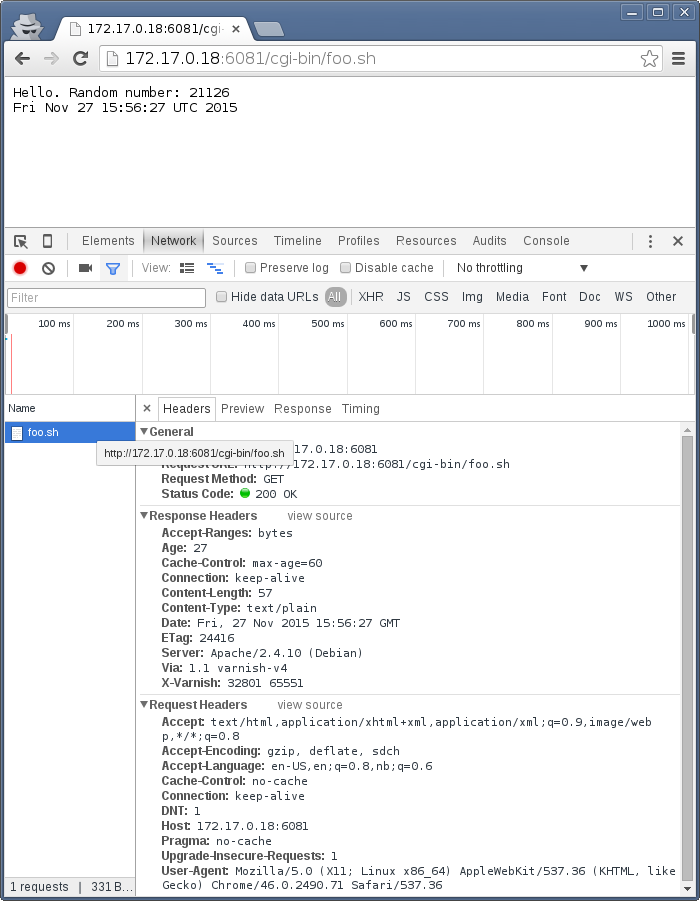 172.17.0.18:6081/cgi-
172.17.0.18:6081/cgi-bin/foo.sh
Hello. Random number: 21126
Fri Nov 27 15:56:27 UTC 2015
Elements Network Sources Timeline Profiles Resources Audits Console
View: Preserve log Disable cache No throttling ▼
Filter Hide data URLs All XHR JS CSS Img Media Font Doc WS Other
100 ms 200 ms 300 ms 400 ms 500 ms 600 ms 700 ms 800 ms 900 ms 1000 ms
Name × Headers Preview Response Timing
foo.sh
http://172.17.0.18:6081/cgi-bin/foo.sh
▼General
17.0.18:6081
Request URL: http://172.17.0.18:6081/cgi-bin/foo.sh
Request Method: GET
Status Code: 200 OK
▼Response Headers view source
Accept-Ranges: bytes
Age: 27
Cache-Control: max-age=60
Connection: keep-alive
Content-Length: 57
Content-Type: text/plain
Date: Fri, 27 Nov 2015 15:56:27 GMT
ETag: 24416
Server: Apache/2.4.10 (Debian)
Via: 1.1 varnish-v4
X-Varnish: 32801 65551
▼Request Headers view source
Accept: text/html,application/xhtml+xml,application/xml;q=0.9,image/web
p,*/*;q=0.8
Accept-Encoding: gzip, deflate, sdch
Accept-Language: en-US,en;q=0.8,nb;q=0.6
Cache-Control: no-cache
Connection: keep-alive
DNT: 1
Host: 172.17.0.18:6081
Pragma: no-cache
Upgrade-Insecure-Requests: 1
User-Agent: Mozilla/5.0 (X11; Linux x86_64) AppleWebKit/537.36 (KHTML, like
Gecko) Chrome/46.0.2490.71 Safari/537.36
1 requests | 331 B...